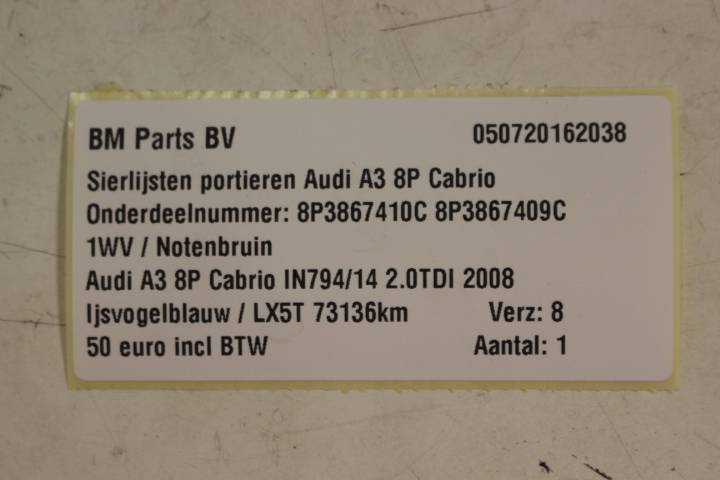 BM Parts BV 050720162038
Sierlijsten portieren Audi A3 8P Cabrio
Onderdeelnummer: 8P3867410C 8P3867409C
1WV / Notenbruin
Audi A3 8P Cabrio IN794/14 2.0TDI 2008
Ijsvogelblauw / LX5T 73136km Verz: 8
50 euro incl BTW Aantal: 1